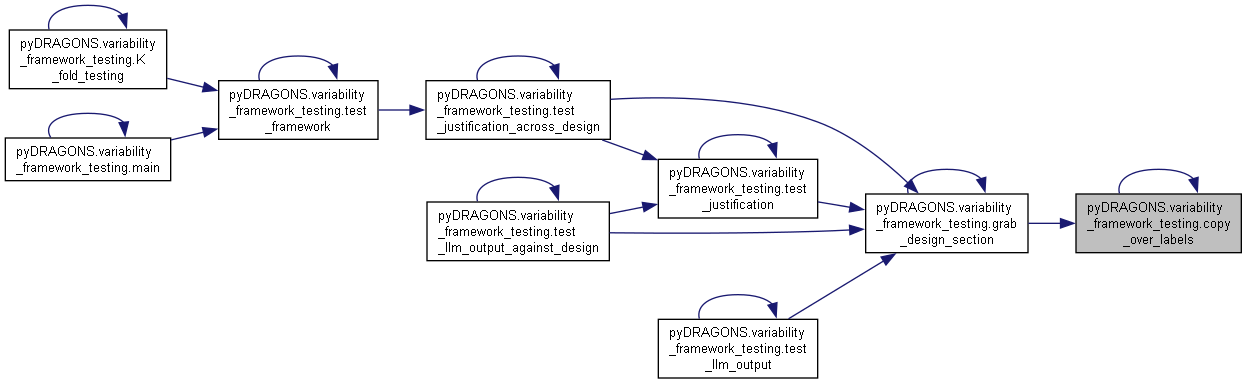 pyDRAGONS.variability
_framework_testing.K
_fold_testing
pyDRAGONS.variability
_framework_testing.main
pyDRAGONS.variability
_framework_testing.test
_framework
pyDRAGONS.variability
_framework_testing.test
_justification_across_design
pyDRAGONS.variability
_framework_testing.test
_llm_output_against_design
pyDRAGONS.variability
_framework_testing.test
_justification
pyDRAGONS.variability
_framework_testing.test
_llm_output
pyDRAGONS.variability
_framework_testing.grab
_design_section
pyDRAGONS.variability
_framework_testing.copy
_over_labels